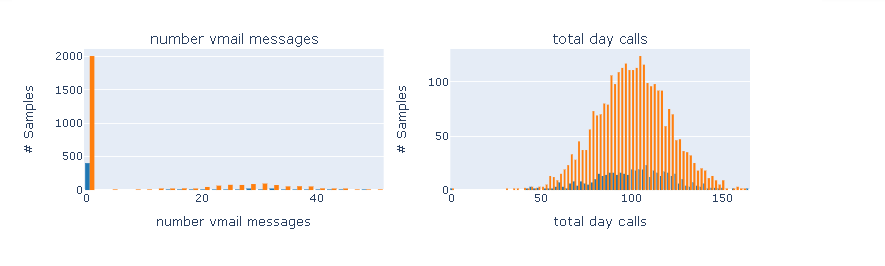 number vmail messages
2000
1500
1000
500
0
# Samples
0
20
40
number vmail messages
total day calls
100
50
0
# Samples
0
50
100
150
total day calls